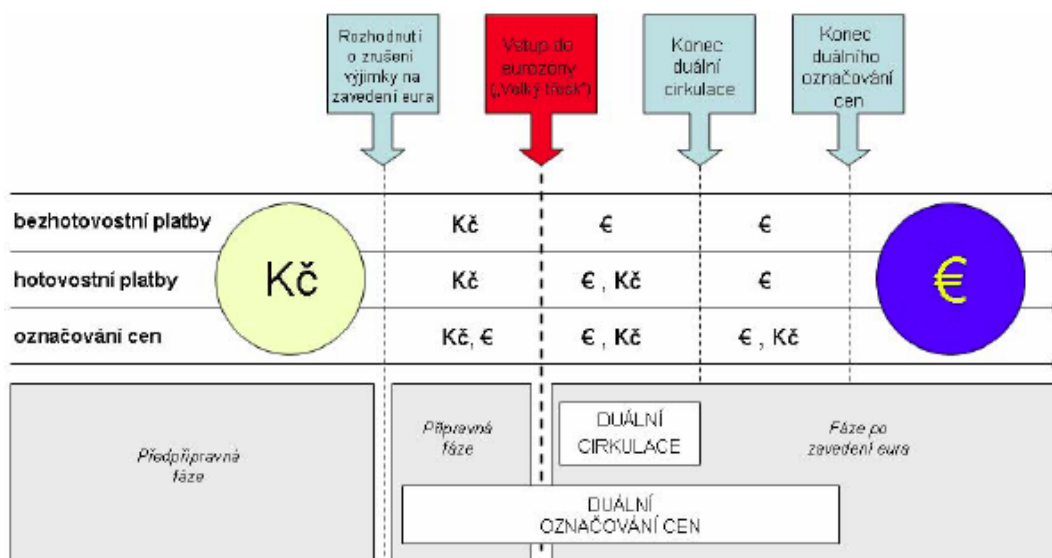 Rozhodnutí
o zrušení
výjimky na
zavedení eura
Vstup do
eurozóny
(„Velký třesk")
Konec
duální
cirkulace
Konec
duálního
označování
cen
bezhotovostní platby
Kč
€
€
hotovostní platby
Kč
€ , Kč
€
označování cen
Kč, €
€ , Kč
€ , Kč
Kč
€
Předpřípravná
fáze
Přípravná
fáze
DUÁLNÍ
CIRKULACE
Fáze po
zavedení eura
DUÁLNÍ
OZNAČOVÁNÍ CEN